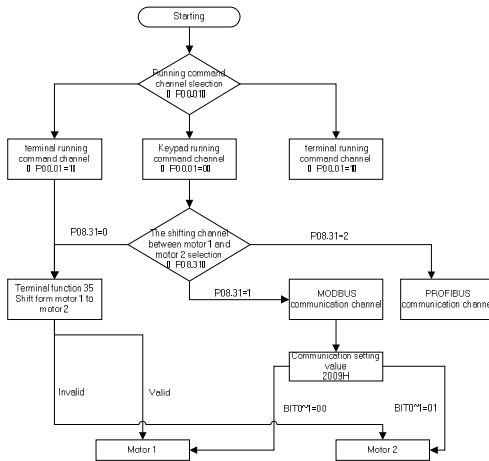 Starting
Running command
channel sleection
( P00.01)
terminal running
command channel
( P00.01=1)
Keypad running
command channel
( P00.01=0)
terminal running
command channel
( P00.01=1)
The shifting channel
between motor 1 and
motor 2 selection
( P08.31)
P08.31=0
P08.31=2
P08.31=1
Terminal function 35
Shift form motor 1 to
motor 2
MODBUS
communication channel
PROFIBUS
communication channel
Communication setting
value
2009H
Invalid
Valid
BIT0~1=00
BIT0~1=01
Motor 1
Motor 2